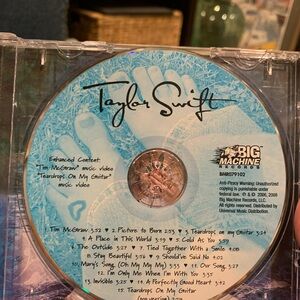 Taylor Swift
Enhanced Content:
"Tim McGraw" music video
"Teardrops On My Guitar"
music video
BIG
MACHINE
RECORDS
BMRST9102
Anti-Piracy Warning: Unauthorized
copying is punishable under
federal law. ℗ & © 2006, 2008
Big Machine Records, LLC.
All rights reserved. Distributed by
Universal Music Distribution.
1. Tim McGraw 3:55 ♥ 2. Picture to Burn 2:53 ♥ 3. Teardrops on my Guitar 3:23 ♥
4. A Place in This World 3:19 ♥ 5. Cold As You 3:59
6. The Outside 3:27 ♥ 7. Tied Together With a Smile 4:08
8. Stay Beautiful 3:56 ♥ 9. Should've Said No 4:02
10. Mary's Song (Oh My My My) 3:33 ♥ 11. Our Song 3:21
12. I'm Only Me When I'm With You 3:35
13. Invisible 3:23 ♥ 14. A Perfectly Good Heart 3:40
15. Teardrops On My Guitar